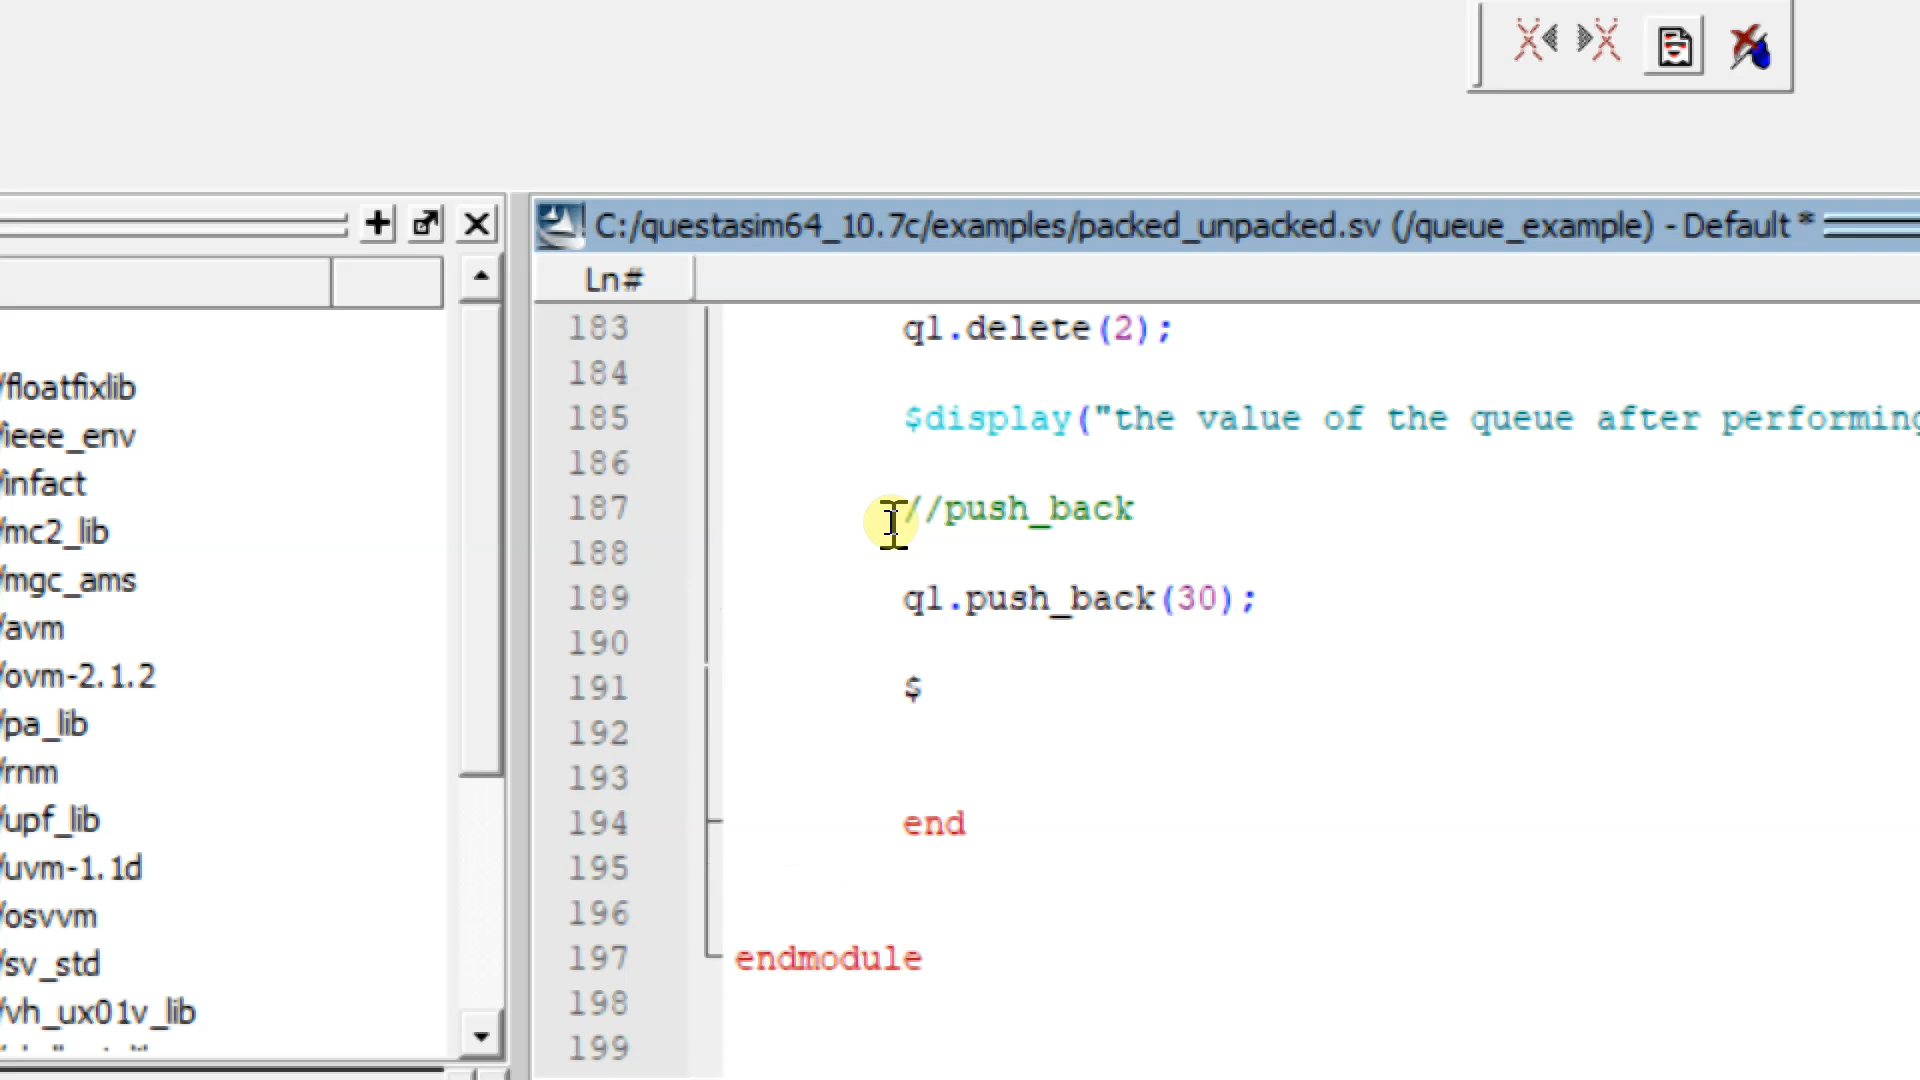 C:/questasim64_10.7c/examples/packed_unpacked.sv (/queue_example) - Default *
Ln#
/floatfixlib
/ieee_env
/infact
/mc2_lib
/mgc_ams
/avm
/ovm-2.1.2
/pa_lib
/rnm
/upf_lib
/uvm-1.1d
/osvvm
/sv_std
/vh_ux01v_lib
183 q1.delete(2);
184
185 $display("the value of the queue after performing
186
187 //push_back
188
189 q1.push_back(30);
190
191 $
192
193
194 end
195
196
197 endmodule
198
199